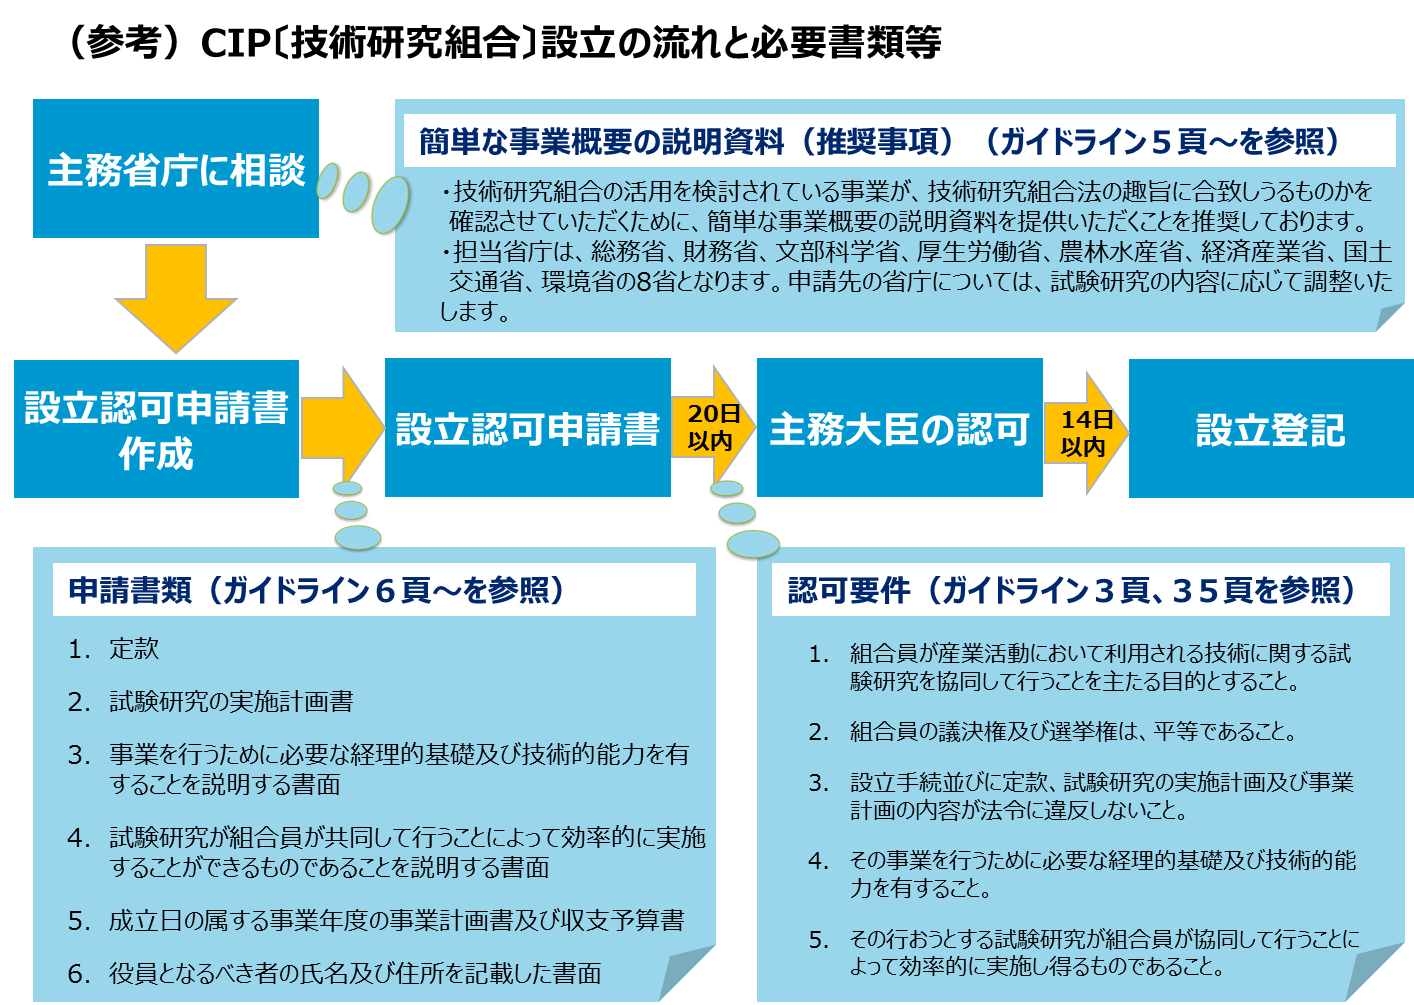 （参考）CIP〔技術研究組合〕設立の流れと必要書類等
主務省庁に相談
簡単な事業概要の説明資料（推奨事項）（ガイドライン５頁～を参照）
・技術研究組合の活用を検討されている事業が、技術研究組合法の趣旨に合致しうるものかを
確認させていただくために、簡単な事業概要の説明資料を提供いただくことを推奨しております。
・担当省庁は、総務省、財務省、文部科学省、厚生労働省、農林水産省、経済産業省、国土
交通省、環境省の8省となります。申請先の省庁については、試験研究の内容に応じて調整いた
します。
設立認可申請書
作成
設立認可申請書
20日
以内
主務大臣の認可
14日
以内
設立登記
申請書類（ガイドライン６頁～を参照）
1. 定款
2. 試験研究の実施計画書
3. 事業を行うために必要な経理的基礎及び技術的能力を有
することを説明する書面
4. 試験研究が組合員が共同して行うことによって効率的に実施
することができるものであることを説明する書面
5. 成立日の属する事業年度の事業計画書及び収支予算書
6. 役員となるべき者の氏名及び住所を記載した書面
認可要件（ガイドライン３頁、３５頁を参照）
1. 組合員が産業活動において利用される技術に関する試
験研究を協同して行うことを主たる目的とすること。
2. 組合員の議決権及び選挙権は、平等であること。
3. 設立手続並びに定款、試験研究の実施計画及び事業
計画の内容が法令に違反しないこと。
4. その事業を行うために必要な経理的基礎及び技術的能
力を有すること。
5. その行おうとする試験研究が組合員が協同して行うことに
よって効率的に実施し得るものであること。